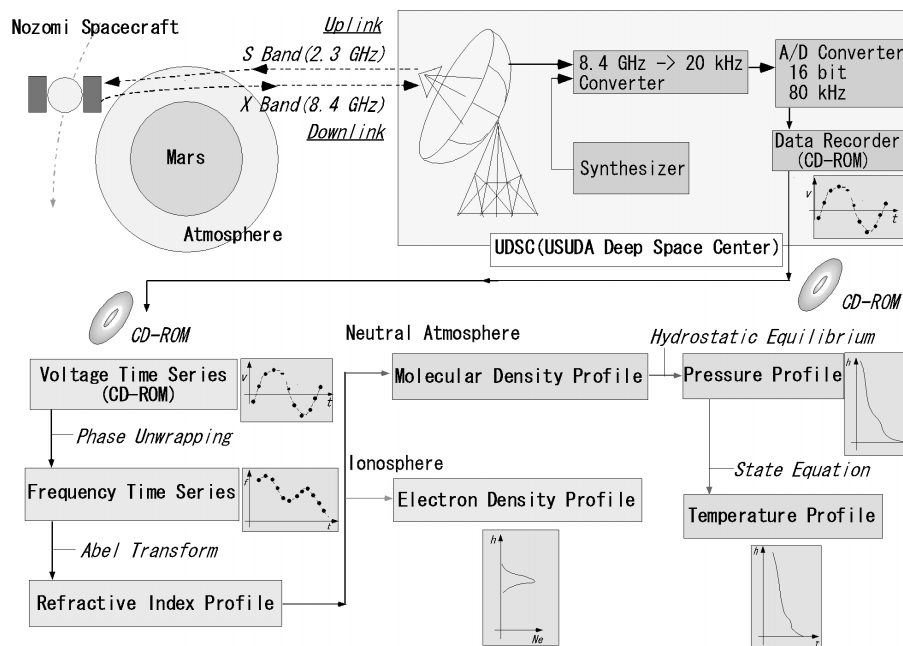 Nozomi Spacecraft
Uplink
S Band(2.3 GHz)
X Band(8.4 GHz)
Downlink
Mars
Atmosphere
8.4 GHz -> 20 kHz
Converter
A/D Converter
16 bit
80 kHz
Synthesizer
Data Recorder
(CD-ROM)
v
t
UDSC(USUDA Deep Space Center)
CD-ROM
CD-ROM
Neutral Atmosphere
Hydrostatic Equilibrium
Voltage Time Series
(CD-ROM)
v
t
Molecular Density Profile
Pressure Profile
h
Phase Unwrapping
Ionosphere
State Equation
Frequency Time Series
f
t
Electron Density Profile
Temperature Profile
Abel Transform
h
Ne
h
Refractive Index Profile